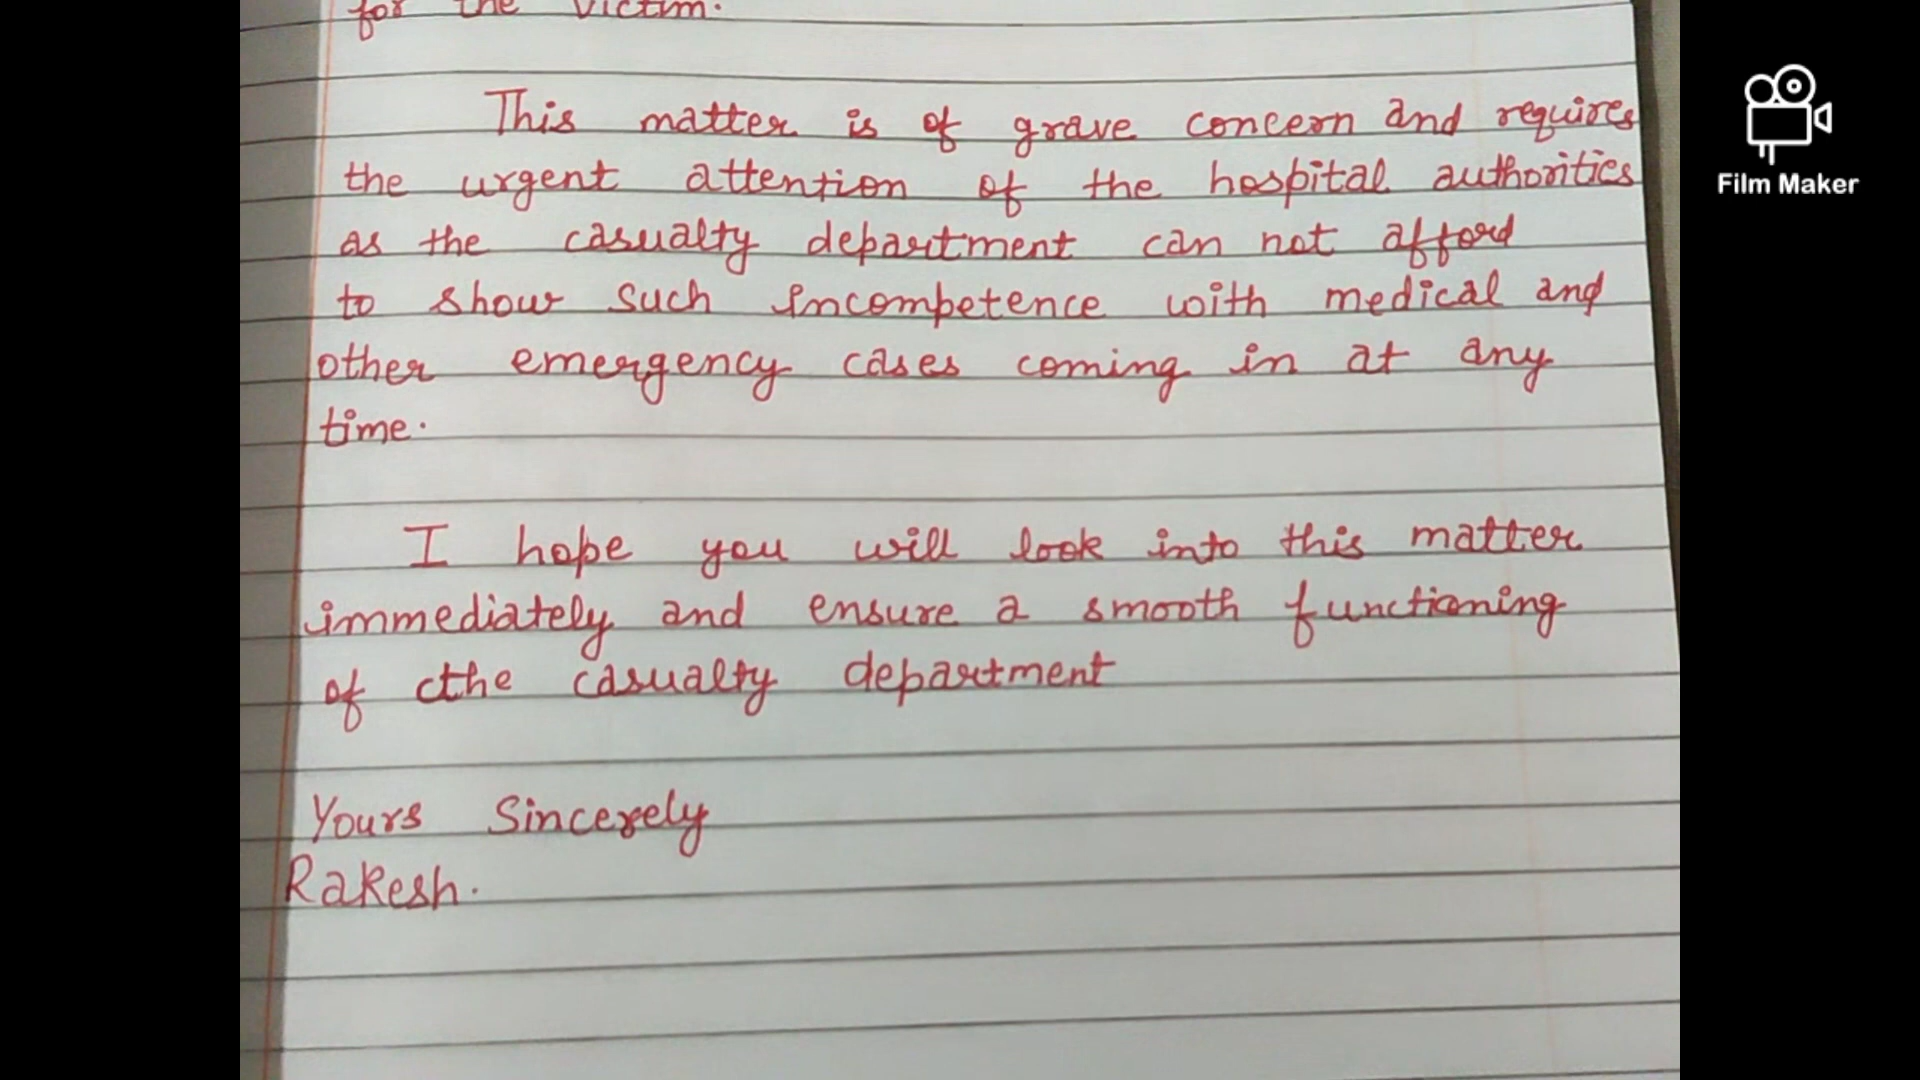 for the victim.
This matter is of grave concern and requires
the urgent attention of the hospital authorities
as the casualty department can not afford
to show such incompetence with medical and
other emergency cases coming in at any
time.
I hope you will look into this matter
immediately and ensure a smooth functioning
of cthe casualty department
Yours Sincerely
Rakesh.
Film Maker